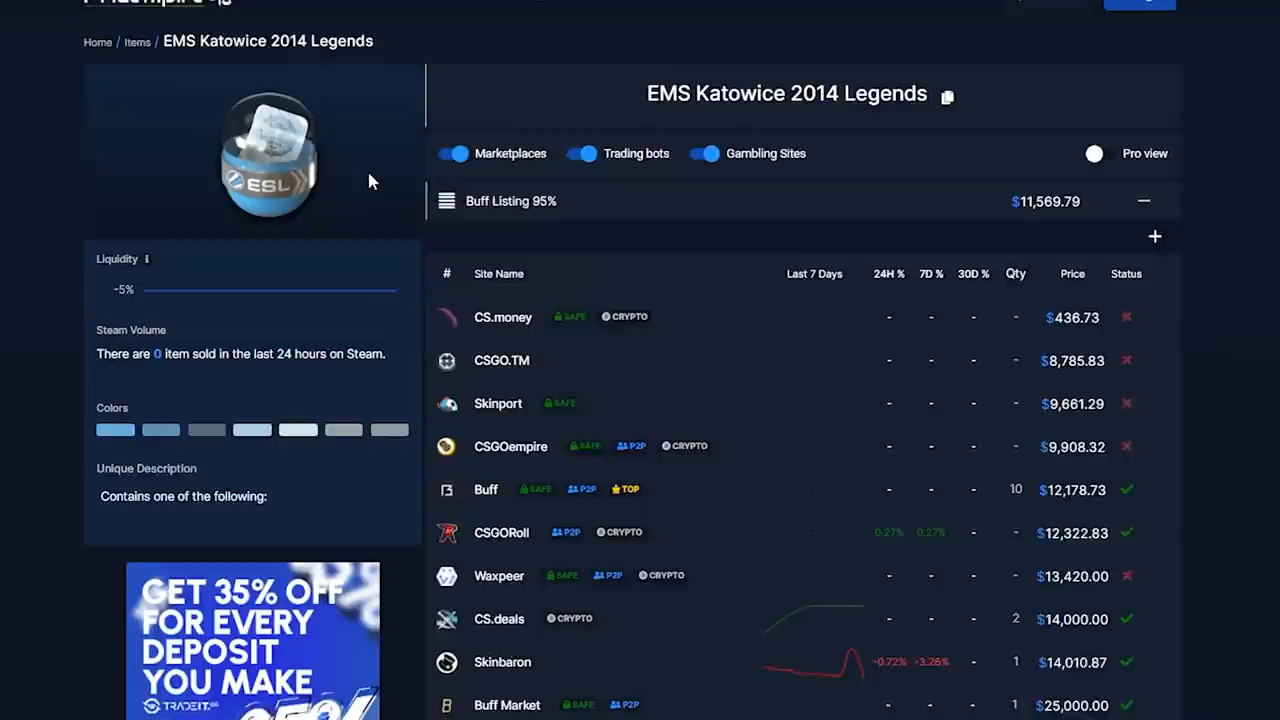 Home / Items / EMS Katowice 2014 Legends
ESL
EMS Katowice 2014 Legends
Marketplaces Trading bots Gambling Sites Pro view
Buff Listing 95% $11,569.79 —
+
Liquidity i
-5%
Steam Volume
There are 0 item sold in the last 24 hours on Steam.
Colors
Unique Description
Contains one of the following:
GET 35% OFF
FOR EVERY
DEPOSIT
YOU MAKE
TRADEIT.GG
35%
# Site Name Last 7 Days 24H % 7D % 30D % Qty Price Status
CS.money SAFE CRYPTO - - - - $436.73
CSGO.TM - - - - $8,785.83
Skinport SAFE - - - - $9,661.29
CSGOempire SAFE P2P CRYPTO - - - - $9,908.32
Buff SAFE P2P TOP - - - 10 $12,178.73
CSGORoll P2P CRYPTO 0.27% 0.27% - - $12,322.83
Waxpeer SAFE P2P CRYPTO - - - - $13,420.00
CS.deals CRYPTO - - - 2 $14,000.00
Skinbaron -0.72% -3.26% - 1 $14,010.87
Buff Market SAFE P2P - - - 1 $25,000.00